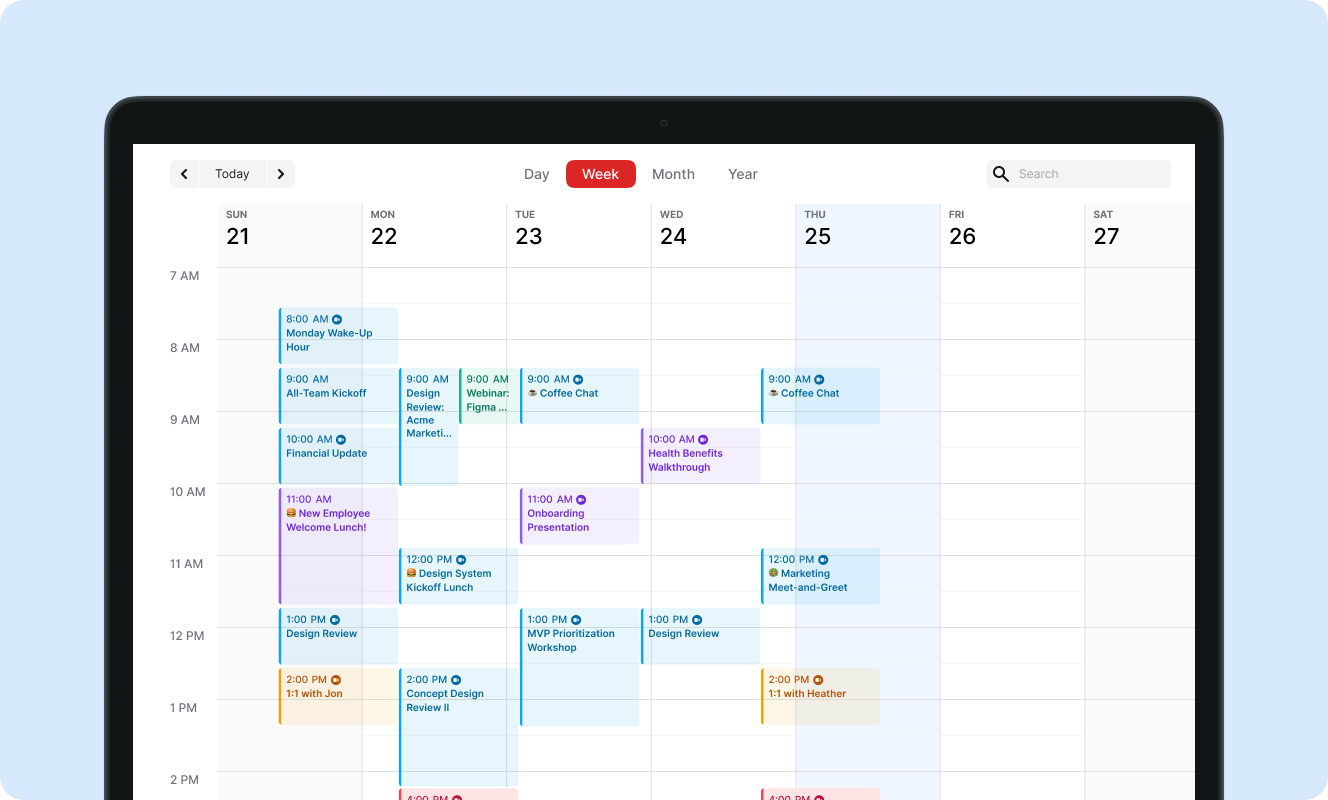 Today
Day
Week
Month
Year
Search
SUN
21
MON
22
TUE
23
WED
24
THU
25
FRI
26
SAT
27
7 AM
8 AM
9 AM
10 AM
11 AM
12 PM
1 PM
2 PM
8:00 AM
Monday Wake-Up
Hour
9:00 AM
All-Team Kickoff
10:00 AM
Financial Update
11:00 AM
🍔 New Employee
Welcome Lunch!
1:00 PM
Design Review
2:00 PM
1:1 with Jon
9:00 AM
Design
Review:
Acme
Marketi...
9:00 AM
Webinar:
Figma ...
12:00 PM
🍔 Design System
Kickoff Lunch
2:00 PM
Concept Design
Review II
4:00 PM
9:00 AM
☕ Coffee Chat
11:00 AM
Onboarding
Presentation
1:00 PM
MVP Prioritization
Workshop
10:00 AM
Health Benefits
Walkthrough
1:00 PM
Design Review
9:00 AM
☕ Coffee Chat
12:00 PM
🥗 Marketing
Meet-and-Greet
2:00 PM
1:1 with Heather
4:00 PM